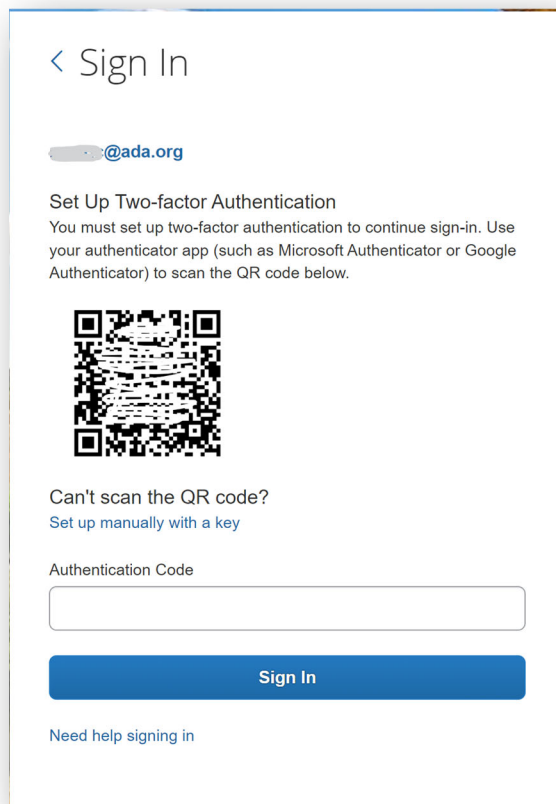 Sign In
@ada.org
Set Up Two-factor Authentication
You must set up two-factor authentication to continue sign-in. Use
your authenticator app (such as Microsoft Authenticator or Google
Authenticator) to scan the QR code below.
Can't scan the QR code?
Set up manually with a key
Authentication Code
Sign In
Need help signing in